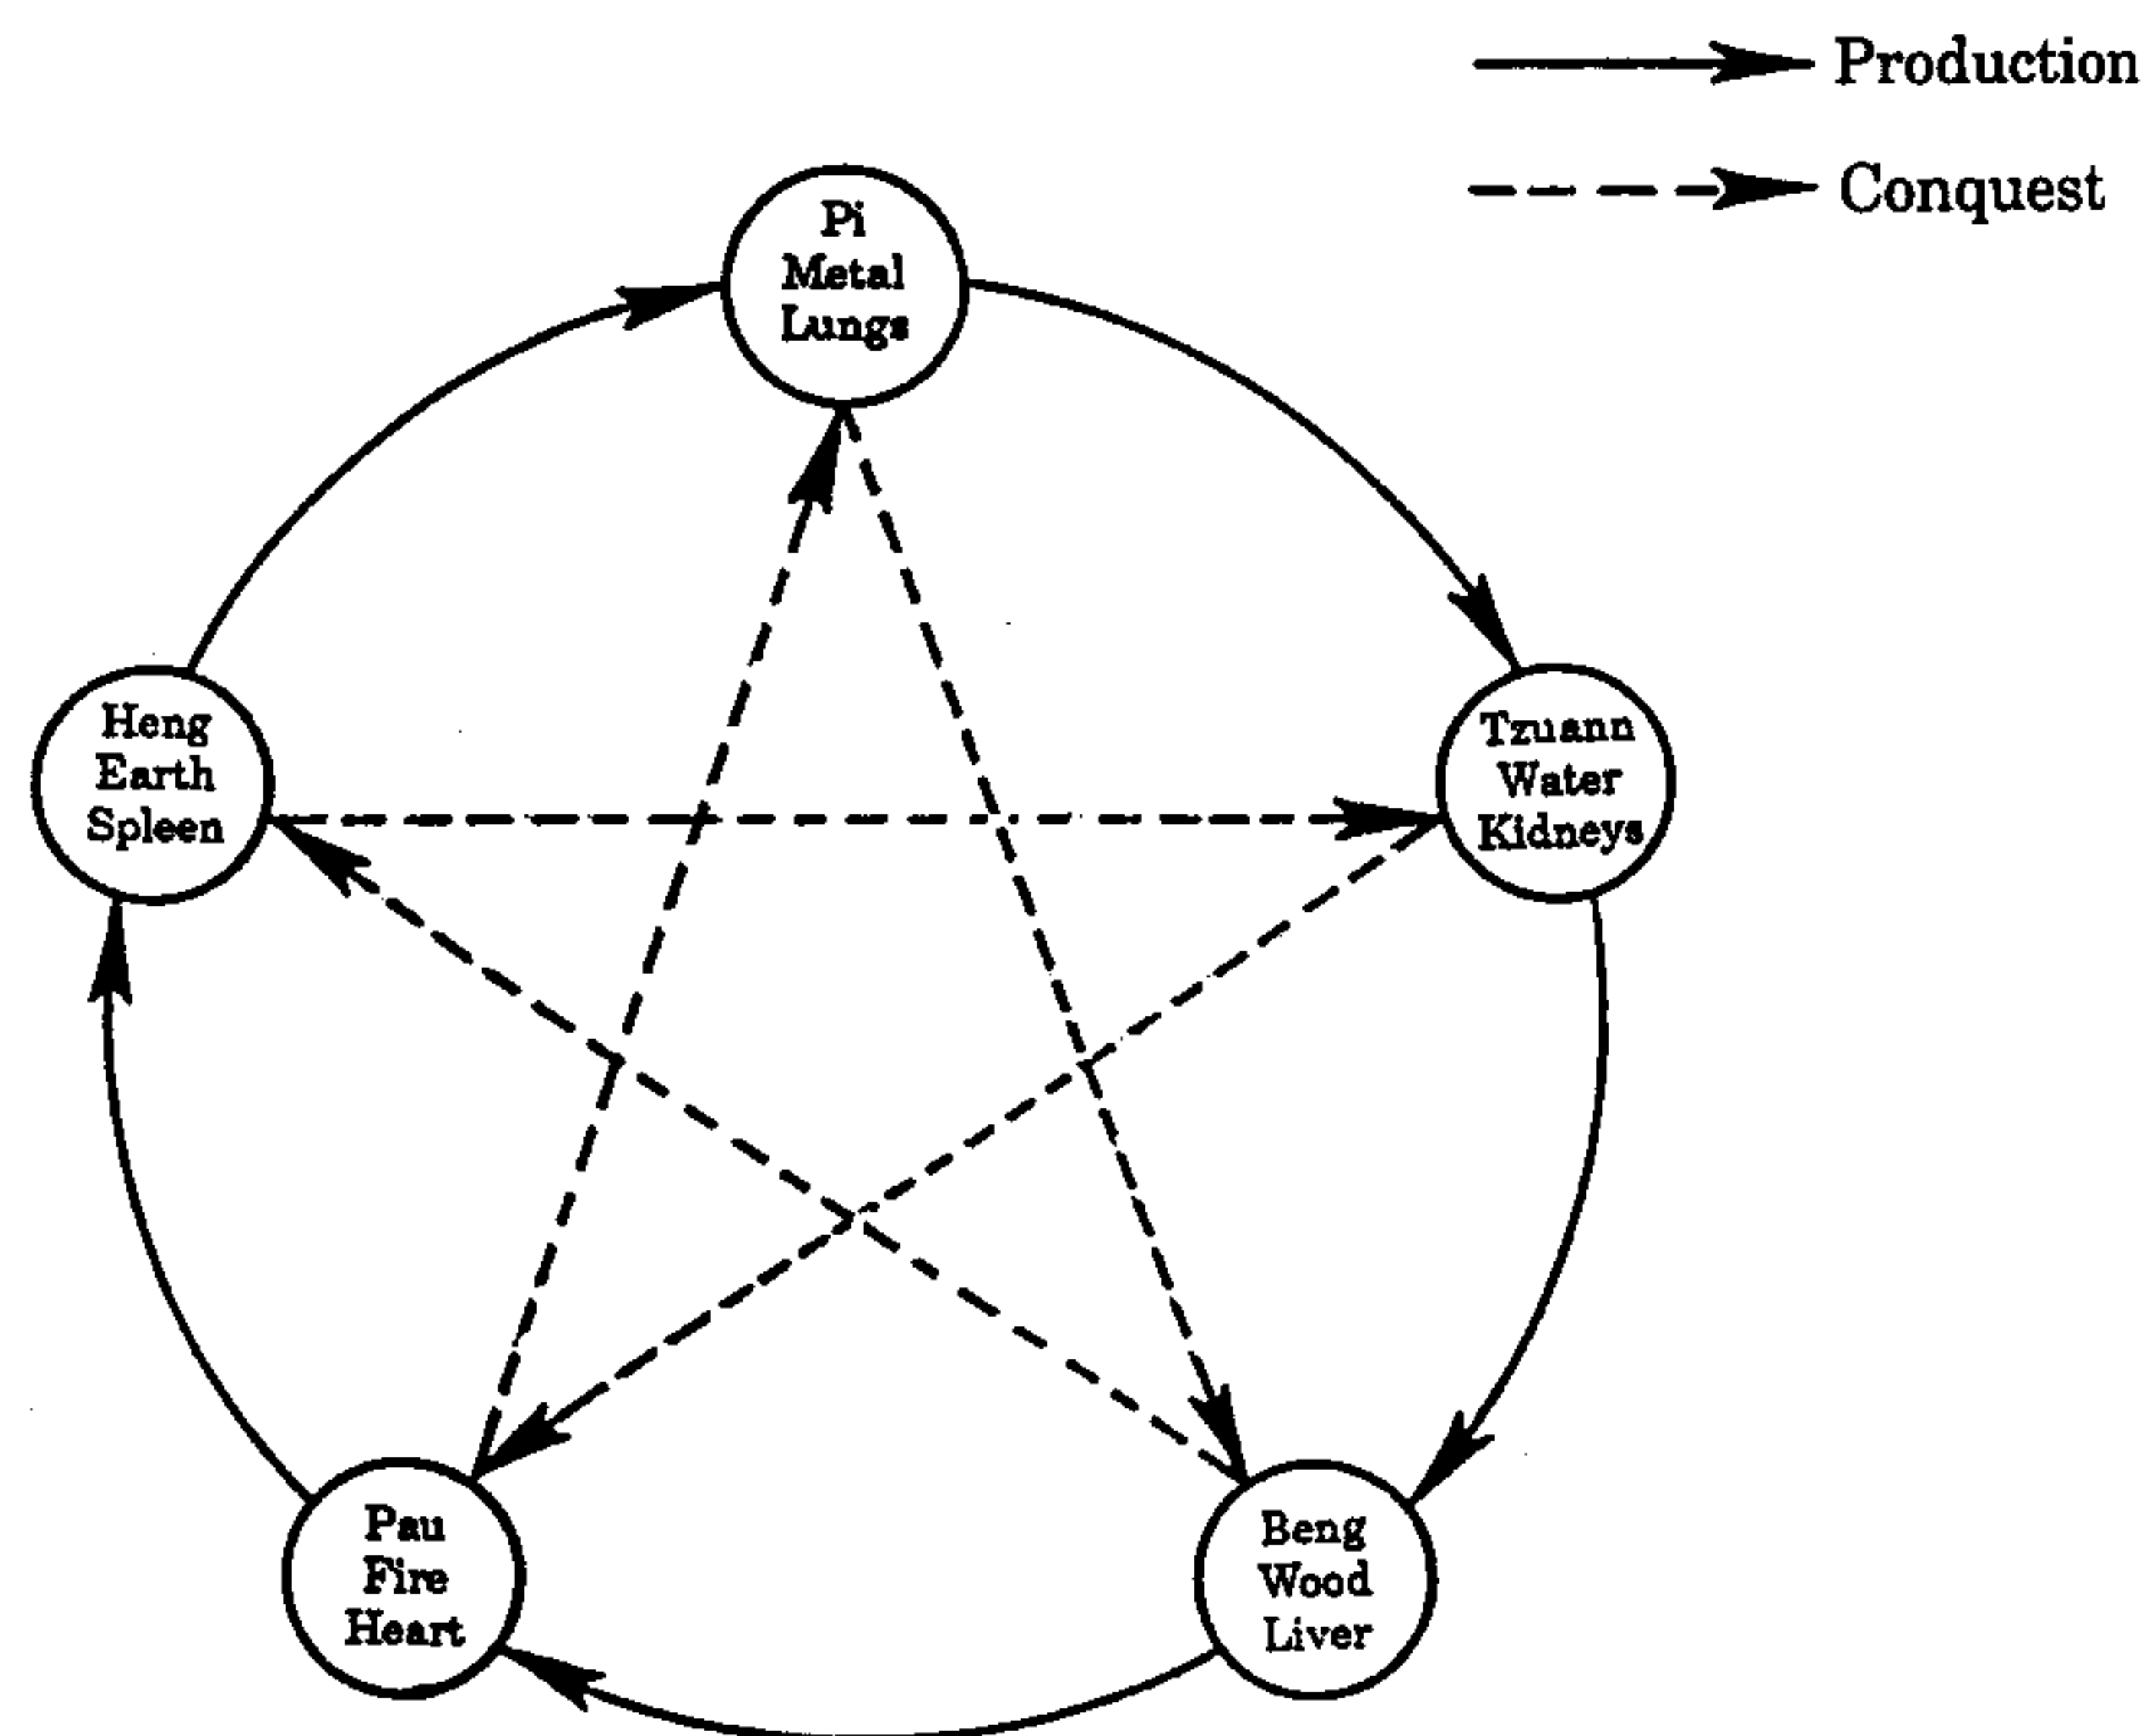 Production
Conquest
Pi
Metal
Lungs
Heng
Earth
Spleen
Tzuann
Water
Kidneys
Pau
Fire
Heart
Beng
Wood
Liver